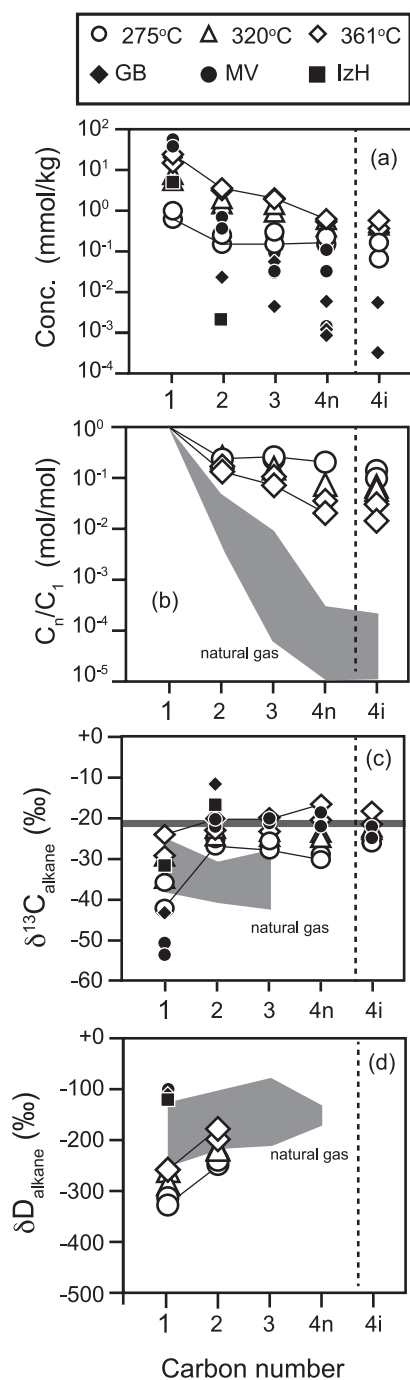 275°C 320°C 361°C
GB MV IzH
Conc. (mmol/kg)
10²
10¹
10⁰
10⁻¹
10⁻²
10⁻³
10⁻⁴
(a)
1 2 3 4n 4i
Cₙ/C₁ (mol/mol)
10⁰
10⁻¹
10⁻²
10⁻³
10⁻⁴
10⁻⁵
(b)
natural gas
1 2 3 4n 4i
δ¹³C alkane (‰)
+0
-10
-20
-30
-40
-50
-60
(c)
natural gas
1 2 3 4n 4i
δD alkane (‰)
+0
-100
-200
-300
-400
-500
(d)
natural gas
1 2 3 4n 4i
Carbon number